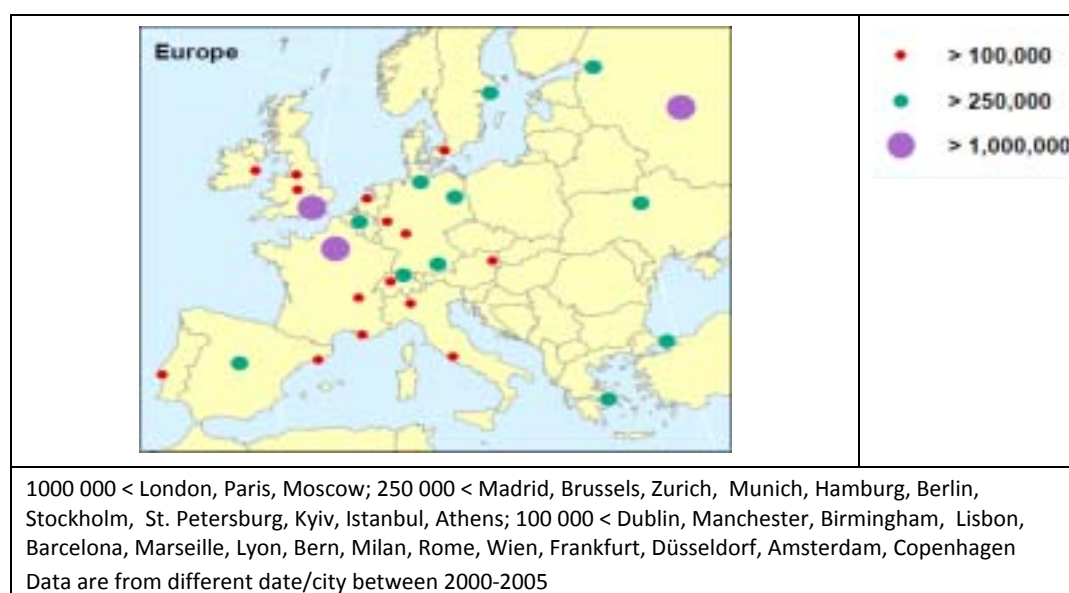 Europe
> 100,000
> 250,000
> 1,000,000
1000 000 < London, Paris, Moscow; 250 000 < Madrid, Brussels, Zurich, Munich, Hamburg, Berlin,
Stockholm, St. Petersburg, Kyiv, Istanbul, Athens; 100 000 < Dublin, Manchester, Birmingham, Lisbon,
Barcelona, Marseille, Lyon, Bern, Milan, Rome, Wien, Frankfurt, Düsseldorf, Amsterdam, Copenhagen
Data are from different date/city between 2000-2005